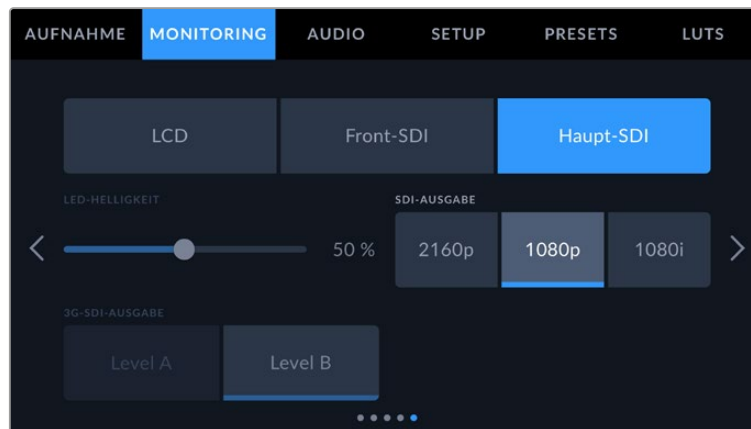 AUFNAHME MONITORING AUDIO SETUP PRESETS LUTS
LCD Front-SDI Haupt-SDI
LED-HELLIGKEIT SDI-AUSGABE
50 % 2160p 1080p 1080i
3G-SDI-AUSGABE
Level A Level B